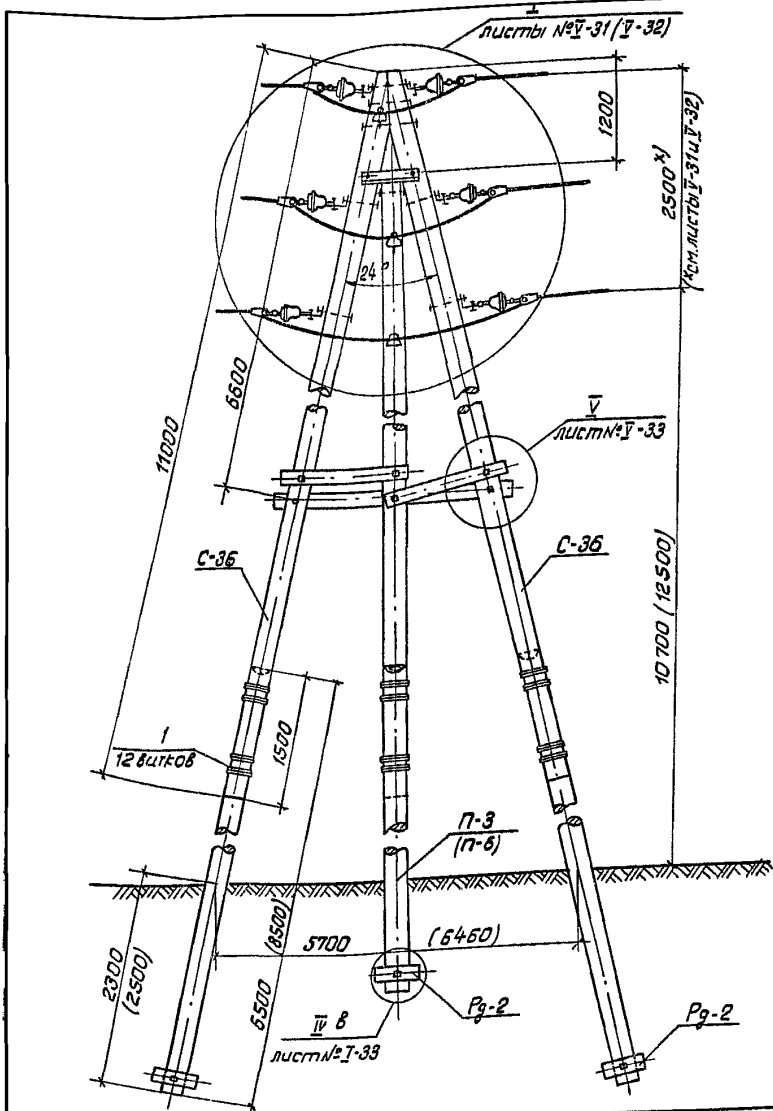 I
листы №V-31 (V-32)
1200
2500 х)
х) см. листы V-31 и V-32
24°
6600
11000
V
лист №V-33
С-36
С-36
10700 (12500)
1500
1
12 витков
П-3
(П-6)
(8500)
5700
(6460)
2300
(2500)
6500
IV в
лист № I-33
Рд-2
Рд-2